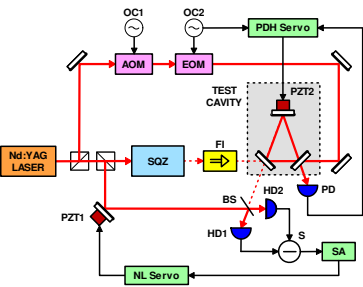 OC1
OC2
PDH Servo
AOM
EOM
TEST
CAVITY
PZT2
Nd:YAG
LASER
SQZ
FI
PD
BS
HD2
PZT1
HD1
S
SA
NL Servo